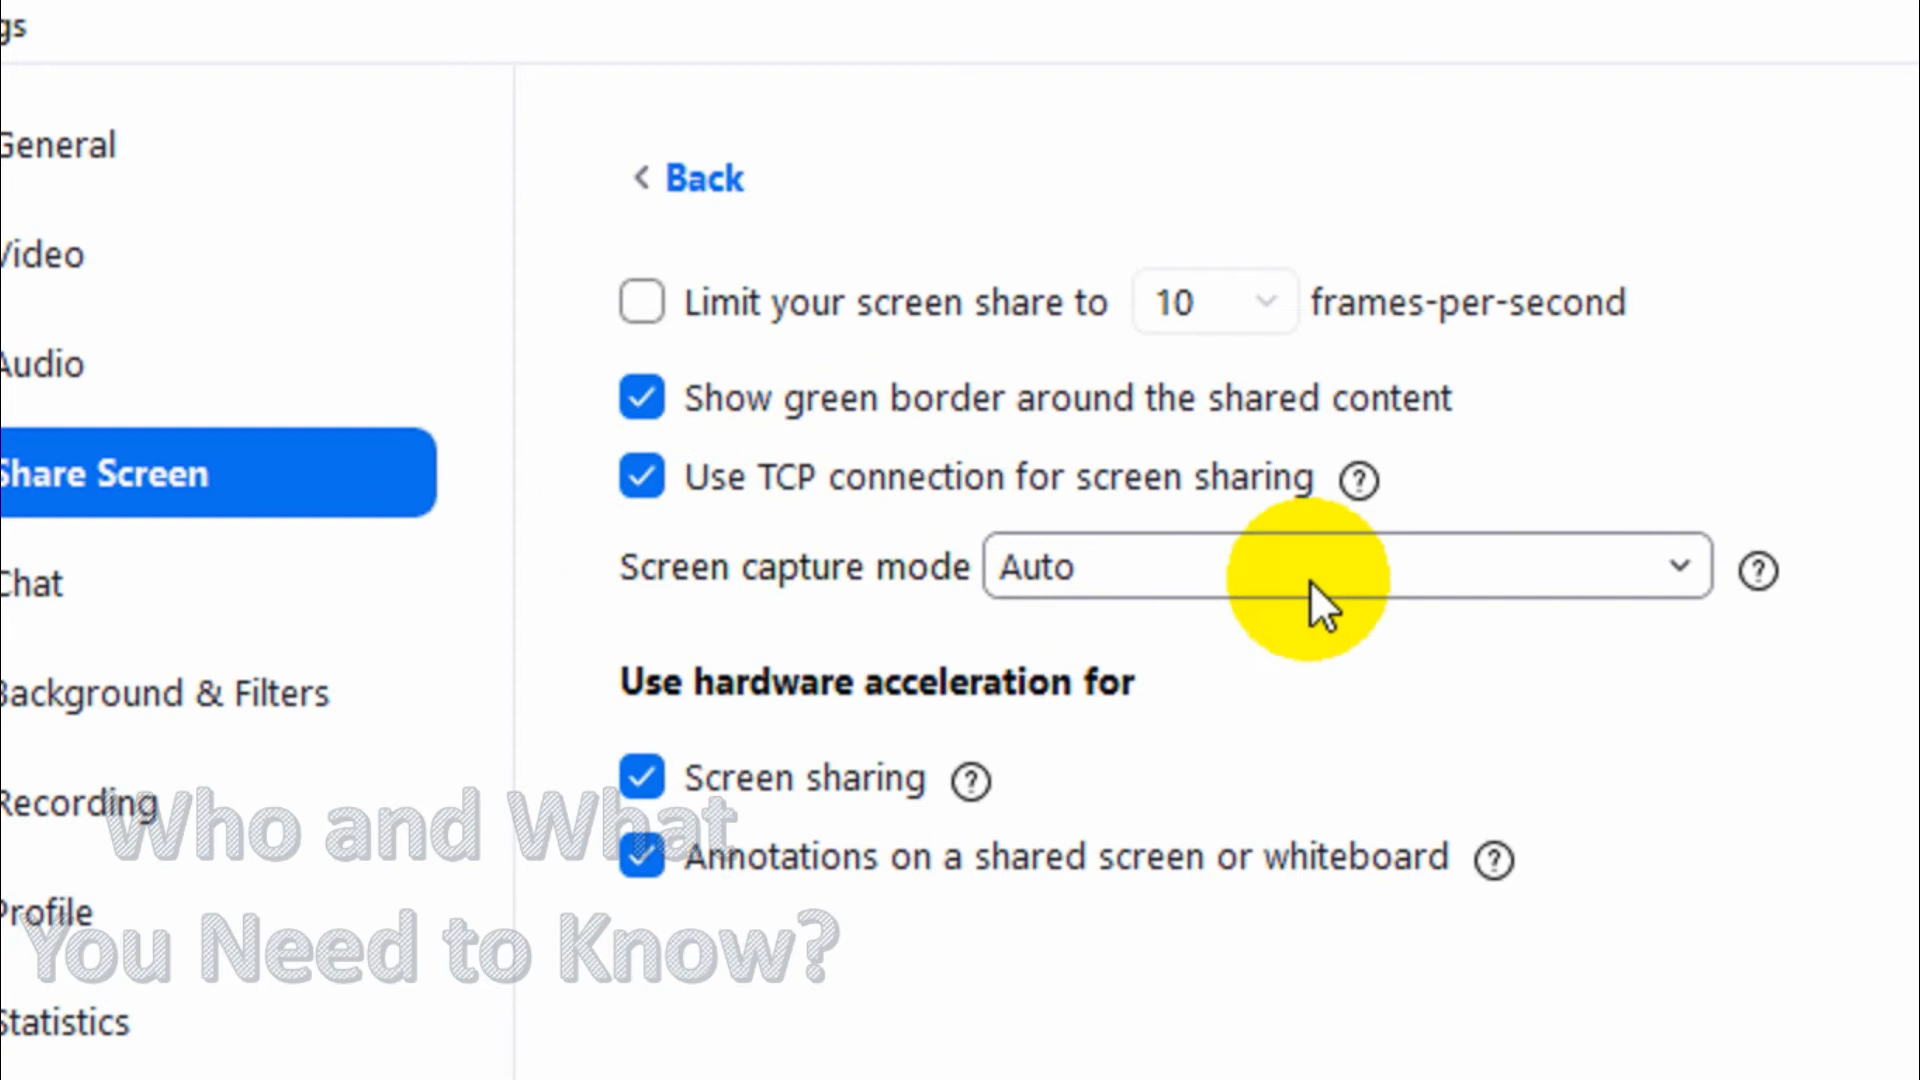 gs
General
Video
Audio
Share Screen
Chat
Background & Filters
Recording
Profile
Statistics
Back
Limit your screen share to 10 frames-per-second
Show green border around the shared content
Use TCP connection for screen sharing
Screen capture mode Auto
Use hardware acceleration for
Screen sharing
Annotations on a shared screen or whiteboard
Who and What
You Need to Know?